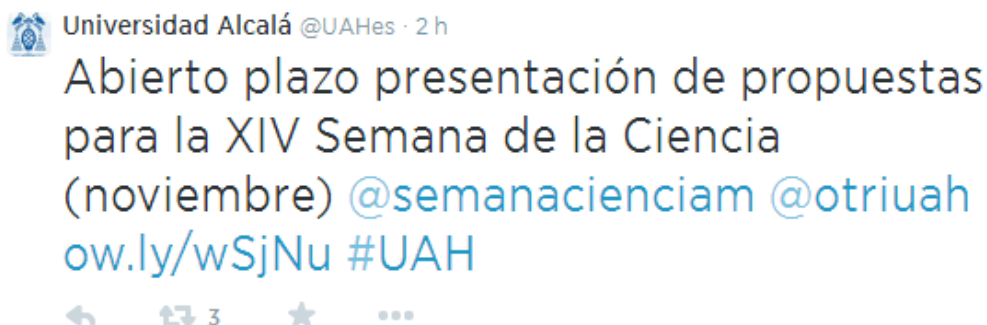 Universidad Alcalá @UAHes · 2 h
Abierto plazo presentación de propuestas
para la XIV Semana de la Ciencia
(noviembre) @semanacienciam @otriuah
ow.ly/wSjNu #UAH
3